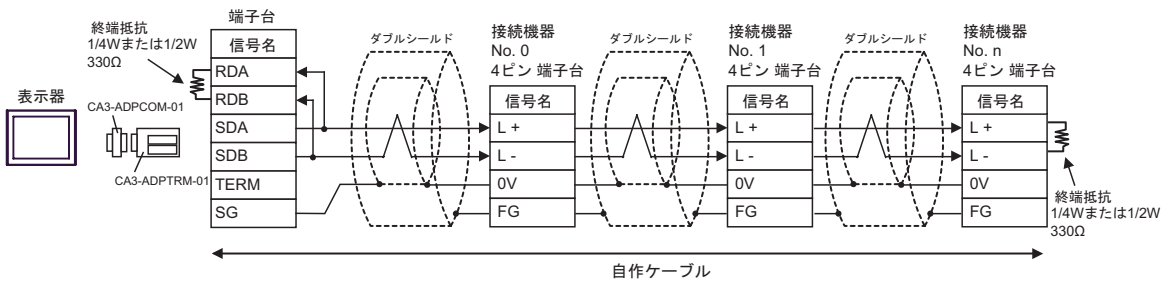 表示器
CA3-ADPCOM-01
CA3-ADPTRM-01
終端抵抗
1/4Wまたは1/2W
330Ω
端子台
信号名
RDA
RDB
SDA
SDB
TERM
SG
ダブルシールド
接続機器
No. 0
4ピン 端子台
信号名
L +
L -
0V
FG
ダブルシールド
接続機器
No. 1
4ピン 端子台
信号名
L +
L -
0V
FG
ダブルシールド
接続機器
No. n
4ピン 端子台
信号名
L +
L -
0V
FG
終端抵抗
1/4Wまたは1/2W
330Ω
自作ケーブル